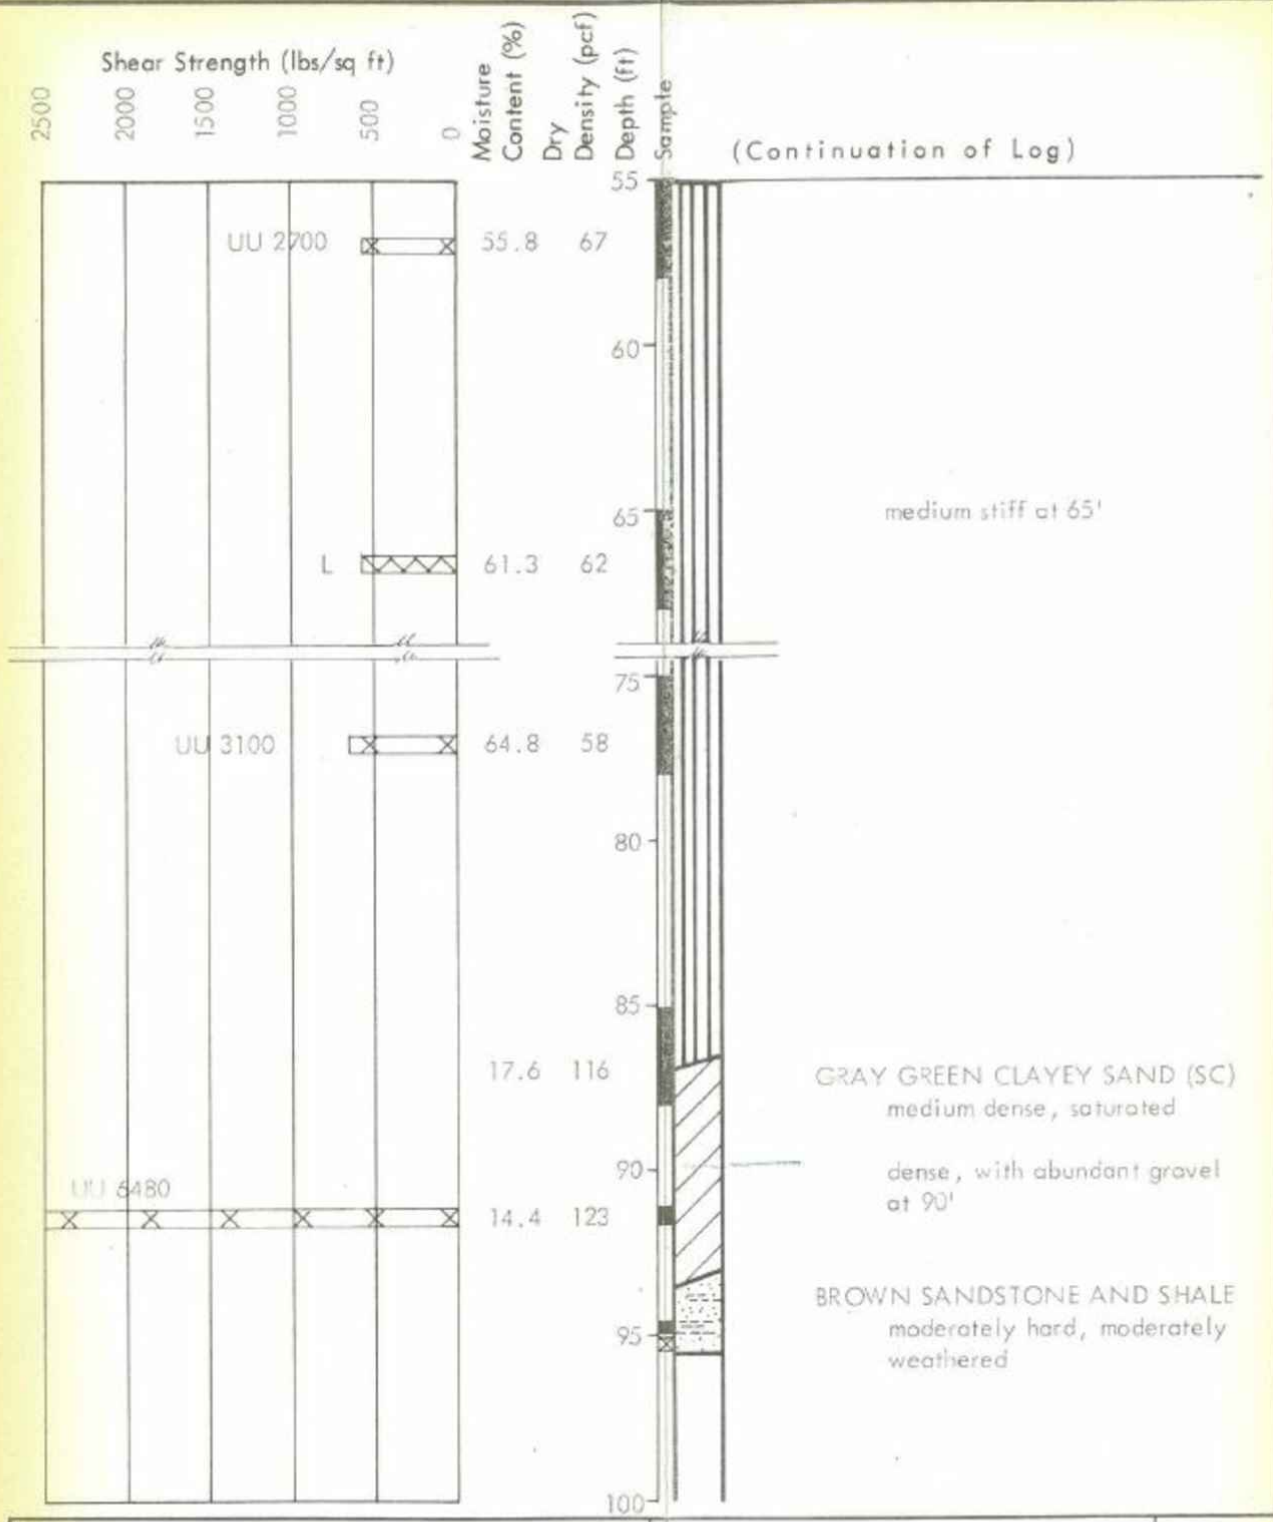 Shear Strength (lbs/sq ft)
2500 2000 1500 1000 500 0
Moisture
Content (%)
Dry
Density (pcf)
Depth (ft)
Sample
(Continuation of Log)
55
UU 2700 55.8 67
60
65 medium stiff at 65'
L 61.3 62
75
UU 3100 64.8 58
80
85
17.6 116 GRAY GREEN CLAYEY SAND (SC)
medium dense, saturated
90 dense, with abundant gravel
at 90'
UU 6480
14.4 123
BROWN SANDSTONE AND SHALE
95 moderately hard, moderately
weathered
100